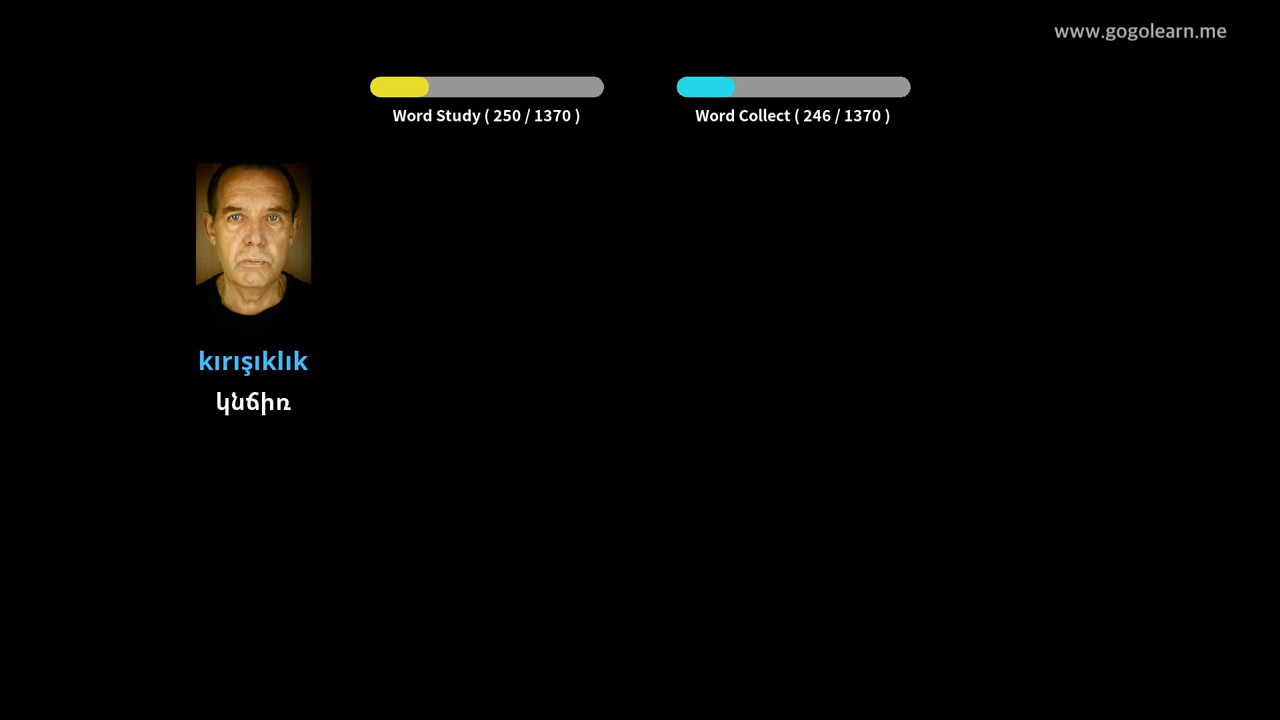 www.gogolearn.me
Word Study ( 250 / 1370 )
Word Collect ( 246 / 1370 )
kırışıklık
կնճիռ